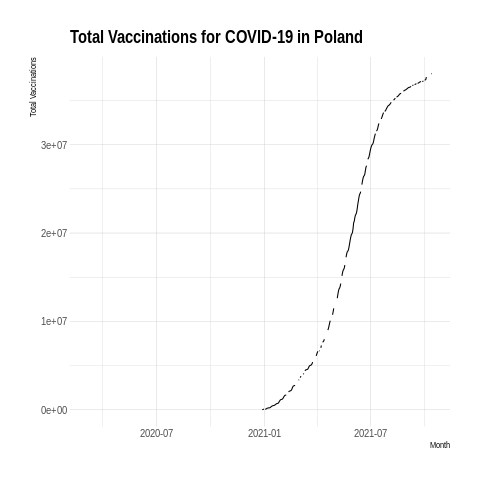 Total Vaccinations for COVID-19 in Poland
Total Vaccinations
3e+07
2e+07
1e+07
0e+00
2020-07 2021-01 2021-07
Month